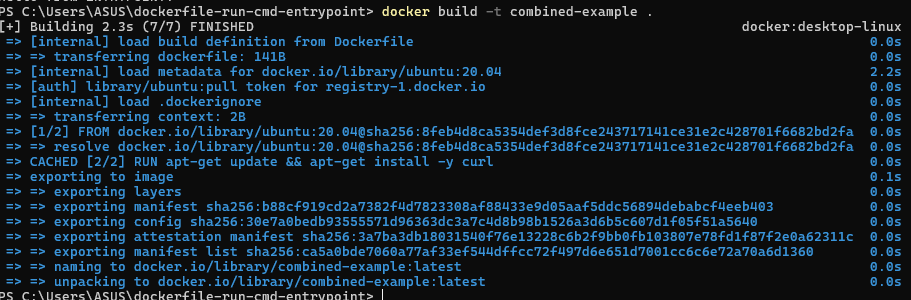 PS C:\Users\ASUS\dockerfile-run-cmd-entrypoint> docker build -t combined-example .
[+] Building 2.3s (7/7) FINISHED docker:desktop-linux
=> [internal] load build definition from Dockerfile 0.0s
=> => transferring dockerfile: 141B 0.0s
=> [internal] load metadata for docker.io/library/ubuntu:20.04 2.2s
=> [auth] library/ubuntu:pull token for registry-1.docker.io 0.0s
=> [internal] load .dockerignore 0.0s
=> => transferring context: 2B 0.0s
=> [1/2] FROM docker.io/library/ubuntu:20.04@sha256:8feb4d8ca5354def3d8fce243717141ce31e2c428701f6682bd2fa 0.0s
=> => resolve docker.io/library/ubuntu:20.04@sha256:8feb4d8ca5354def3d8fce243717141ce31e2c428701f6682bd2fa 0.0s
=> CACHED [2/2] RUN apt-get update && apt-get install -y curl 0.0s
=> exporting to image 0.1s
=> => exporting layers 0.0s
=> => exporting manifest sha256:b88cf919cd2a7382f4d7823308af88433e9d05aaf5ddc56894debabcf4eeb403 0.0s
=> => exporting config sha256:30e7a0bedb93555571d96363dc3a7c4d8b98b1526a3d6b5c607d1f05f51a5640 0.0s
=> => exporting attestation manifest sha256:3a7ba3db18031540f76e13228c6b2f9bb0fb103807e78fd1f87f2e0a62311c 0.0s
=> => exporting manifest list sha256:ca5a0bde7060a77af33ef544dffcc72f497d6e651d7001cc6c6e72a70a6d1360 0.0s
=> => naming to docker.io/library/combined-example:latest 0.0s
=> => unpacking to docker.io/library/combined-example:latest 0.0s
PS C:\Users\ASUS\dockerfile-run-cmd-entrypoint>